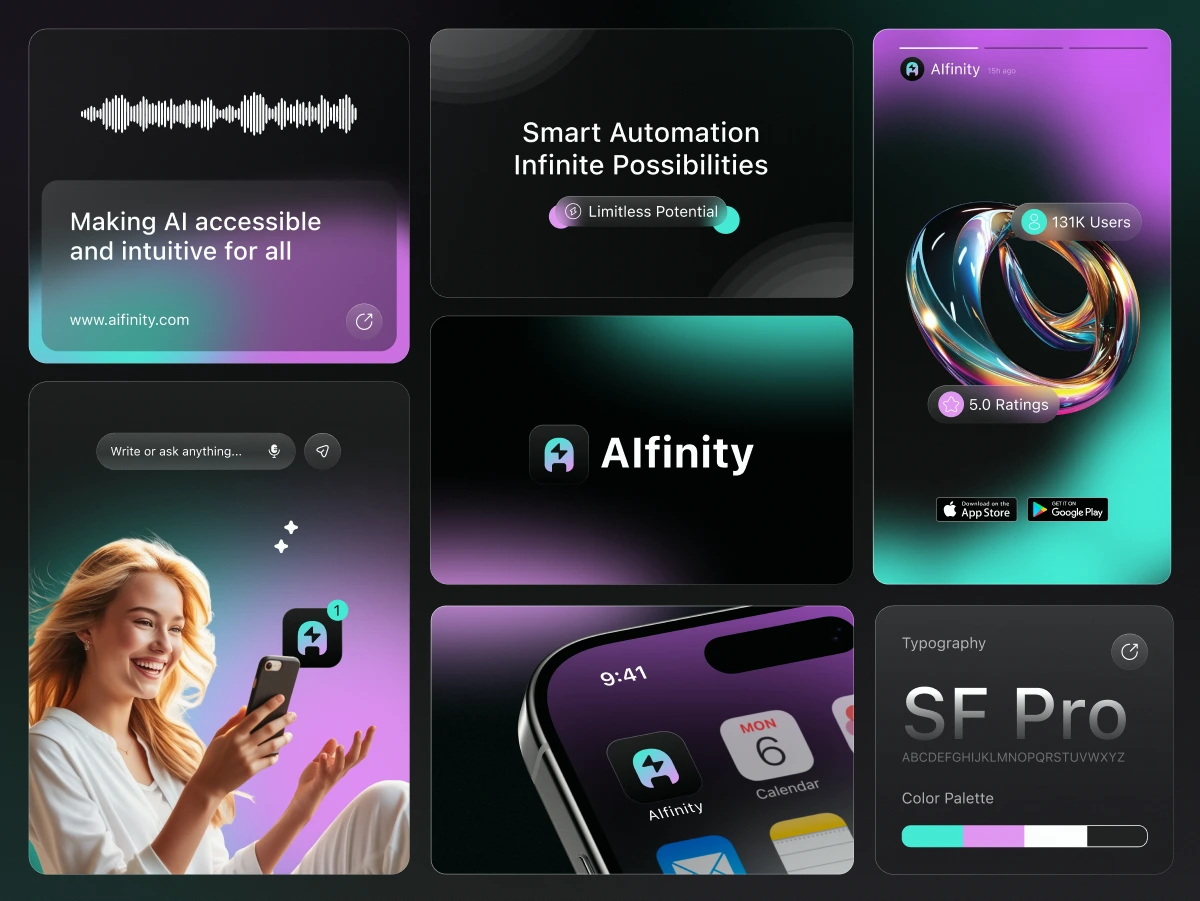 Making AI accessible
and intuitive for all
www.aifinity.com
Smart Automation
Infinite Possibilities
Limitless Potential
AIfinity 15h ago
131K Users
5.0 Ratings
Download on the
App Store
GET IT ON
Google Play
Write or ask anything...
1
AIfinity
9:41
MON
6
AIfinity
Calendar
Typography
SF Pro
ABCDEFGHIJKLMNOPQRSTUVWXYZ
Color Palette